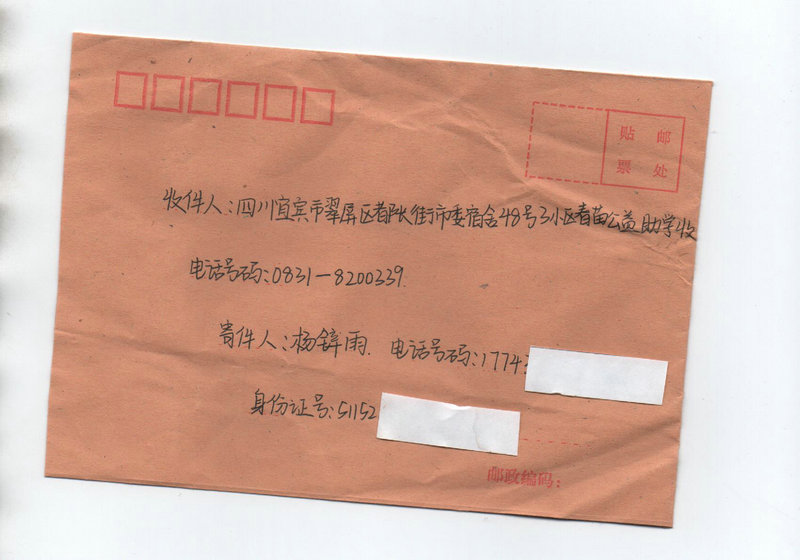 贴 邮
票 处
收件人:四川宜宾市翠屏区都长街市委宿舍48号3小区春苗公益助学收
电话号码:0831-8200339
寄件人:杨锌雨. 电话号码:1774
身份证号:51152
邮政编码: